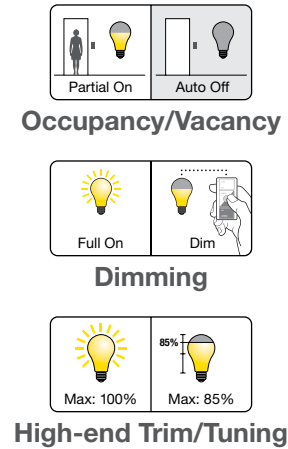 Partial On
Auto Off
Occupancy/Vacancy
Full On
Dim
Dimming
85%
Max: 100%
Max: 85%
High-end Trim/Tuning